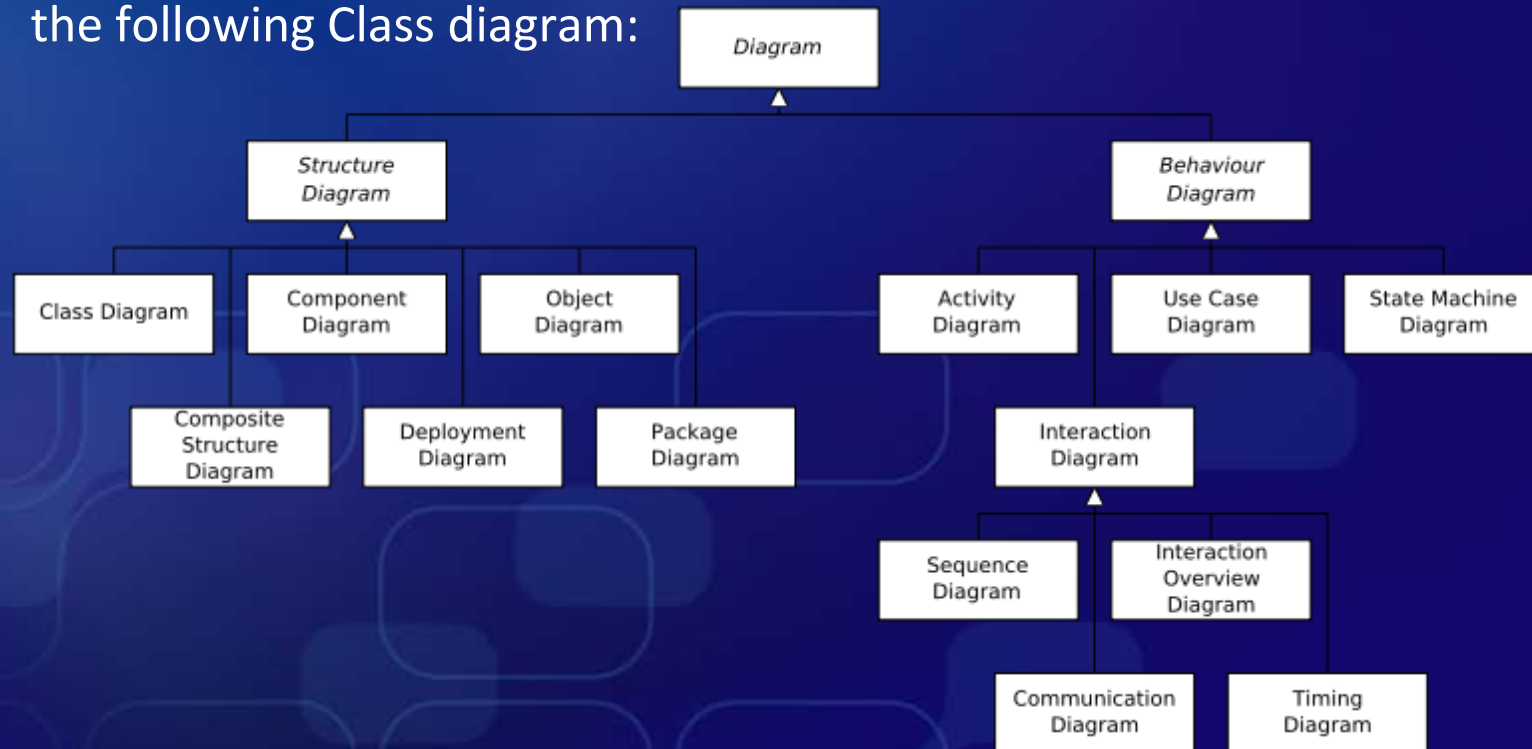 the following Class diagram:
Diagram
Structure
Diagram
Behaviour
Diagram
Class Diagram
Component
Diagram
Object
Diagram
Activity
Diagram
Use Case
Diagram
State Machine
Diagram
Composite
Structure
Diagram
Deployment
Diagram
Package
Diagram
Interaction
Diagram
Sequence
Diagram
Interaction
Overview
Diagram
Communication
Diagram
Timing
Diagram